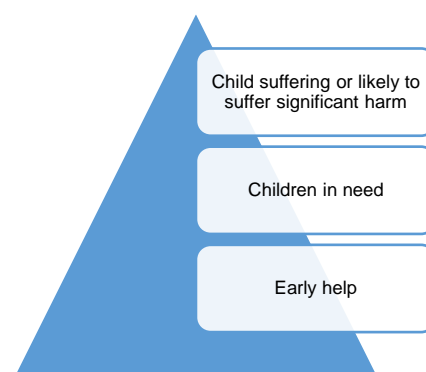 Child suffering or likely to
suffer significant harm
Children in need
Early help